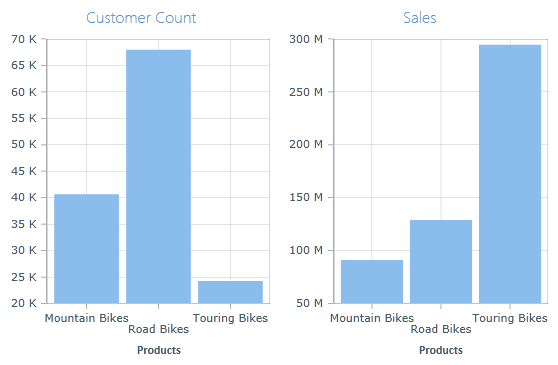 Customer Count
70 K
65 K
60 K
55 K
50 K
45 K
40 K
35 K
30 K
25 K
20 K
Mountain Bikes
Road Bikes
Touring Bikes
Products
Sales
300 M
250 M
200 M
150 M
100 M
50 M
Mountain Bikes
Road Bikes
Touring Bikes
Products